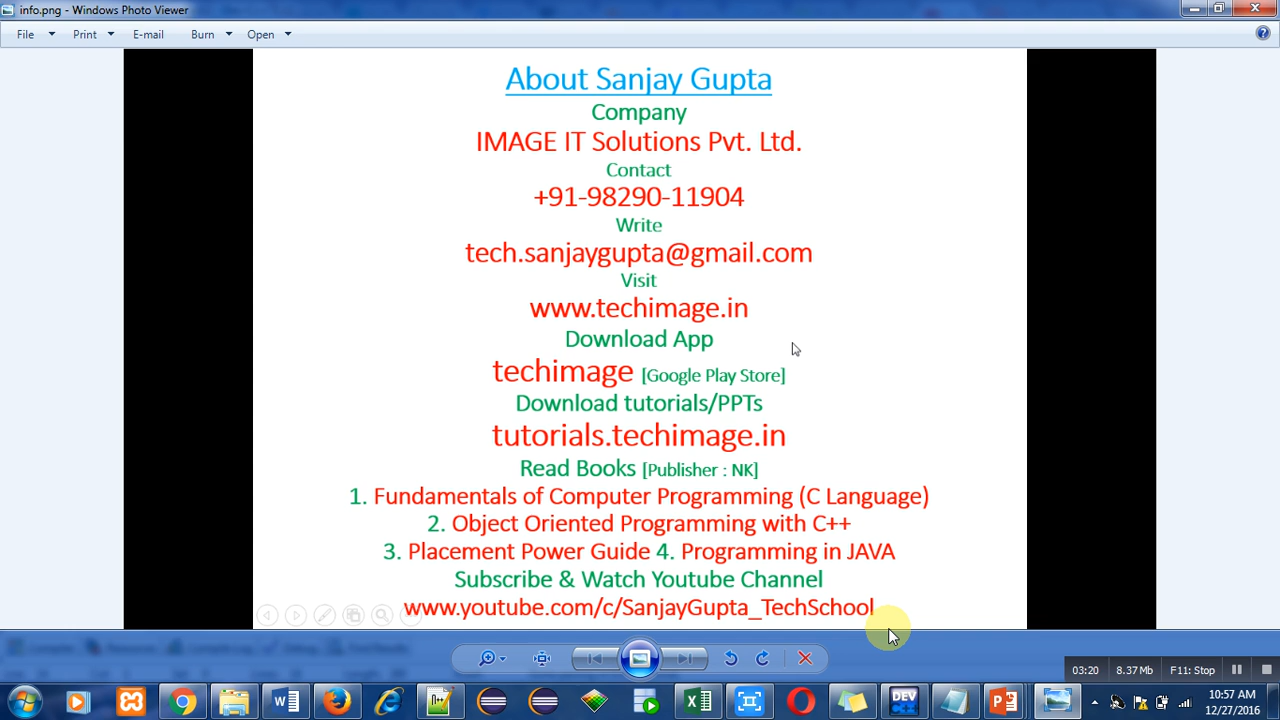 info.png - Windows Photo Viewer
File Print E-mail Burn Open
About Sanjay Gupta
Company
IMAGE IT Solutions Pvt. Ltd.
Contact
+91-98290-11904
Write
tech.sanjaygupta@gmail.com
Visit
www.techimage.in
Download App
techimage [Google Play Store]
Download tutorials/PPTs
tutorials.techimage.in
Read Books [Publisher : NK]
1. Fundamentals of Computer Programming (C Language)
2. Object Oriented Programming with C++
3. Placement Power Guide 4. Programming in JAVA
Subscribe & Watch Youtube Channel
www.youtube.com/c/SanjayGupta_TechSchool
03:20 8.37 Mb F11: Stop
DEV
10:57 AM
12/27/2016